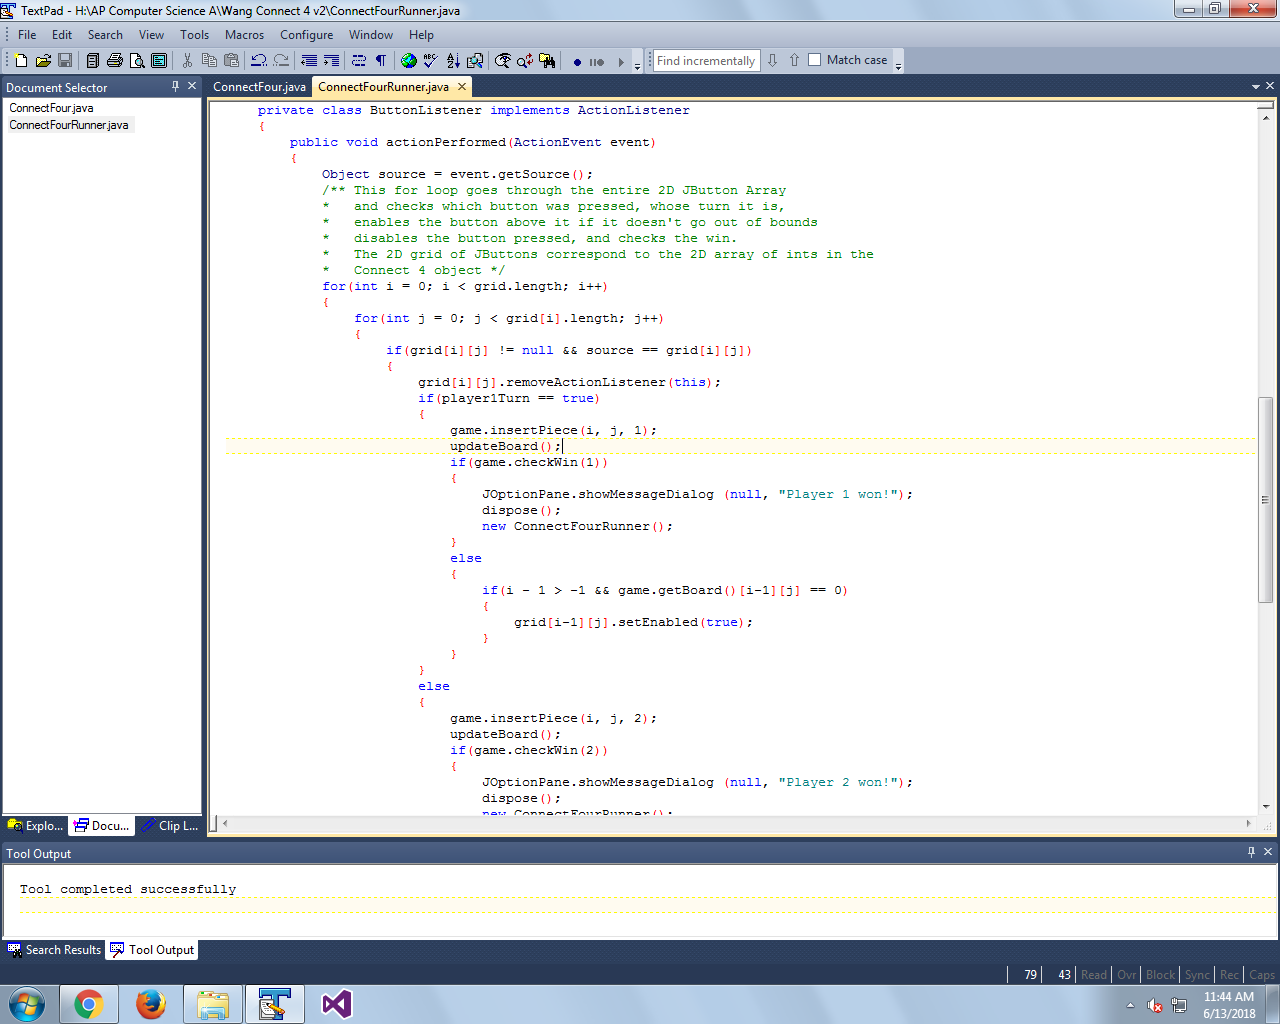 TextPad - H:\AP Computer Science A\Wang Connect 4 v2\ConnectFourRunner.java
File Edit Search View Tools Macros Configure Window Help
Find incrementally Match case
Document Selector
ConnectFour.java
ConnectFourRunner.java
ConnectFour.java ConnectFourRunner.java
private class ButtonListener implements ActionListener
{
public void actionPerformed(ActionEvent event)
{
Object source = event.getSource();
/** This for loop goes through the entire 2D JButton Array
* and checks which button was pressed, whose turn it is,
* enables the button above it if it doesn't go out of bounds
* disables the button pressed, and checks the win.
* The 2D grid of JButtons correspond to the 2D array of ints in the
* Connect 4 object */
for(int i = 0; i < grid.length; i++)
{
for(int j = 0; j < grid[i].length; j++)
{
if(grid[i][j] != null && source == grid[i][j])
{
grid[i][j].removeActionListener(this);
if(player1Turn == true)
{
game.insertPiece(i, j, 1);
updateBoard();
if(game.checkWin(1))
{
JOptionPane.showMessageDialog (null, "Player 1 won!");
dispose();
new ConnectFourRunner();
}
else
{
if(i - 1 > -1 && game.getBoard()[i-1][j] == 0)
{
grid[i-1][j].setEnabled(true);
}
}
}
else
{
game.insertPiece(i, j, 2);
updateBoard();
if(game.checkWin(2))
{
JOptionPane.showMessageDialog (null, "Player 2 won!");
dispose();
new ConnectFourRunner();
Explo... Docu... Clip L...
Tool Output
Tool completed successfully
Search Results Tool Output
79 43 Read Ovr Block Sync Rec Caps
11:44 AM
6/13/2018